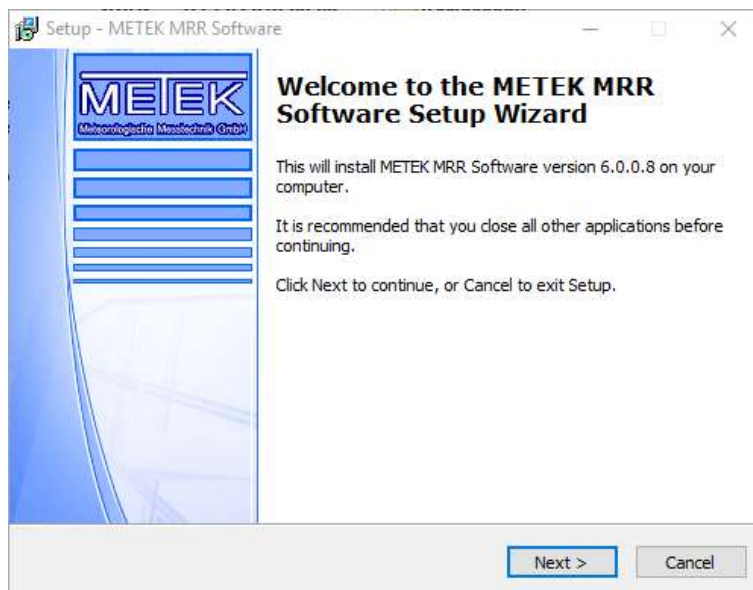 Setup - METEK MRR Software
METEK
Meteorologische Messtechnik GmbH
Welcome to the METEK MRR
Software Setup Wizard
This will install METEK MRR Software version 6.0.0.8 on your
computer.
It is recommended that you close all other applications before
continuing.
Click Next to continue, or Cancel to exit Setup.
Next >
Cancel